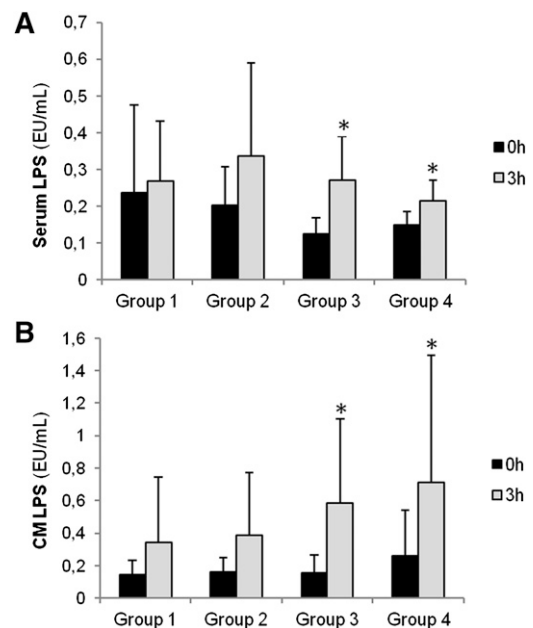 A
0,7
0,6
0,5
0,4
0,3
0,2
0,1
0
Serum LPS (EU/mL)
*
*
0h
3h
Group 1 Group 2 Group 3 Group 4
B
1,6
1,4
1,2
1
0,8
0,6
0,4
0,2
0
CM LPS (EU/mL)
*
*
0h
3h
Group 1 Group 2 Group 3 Group 4